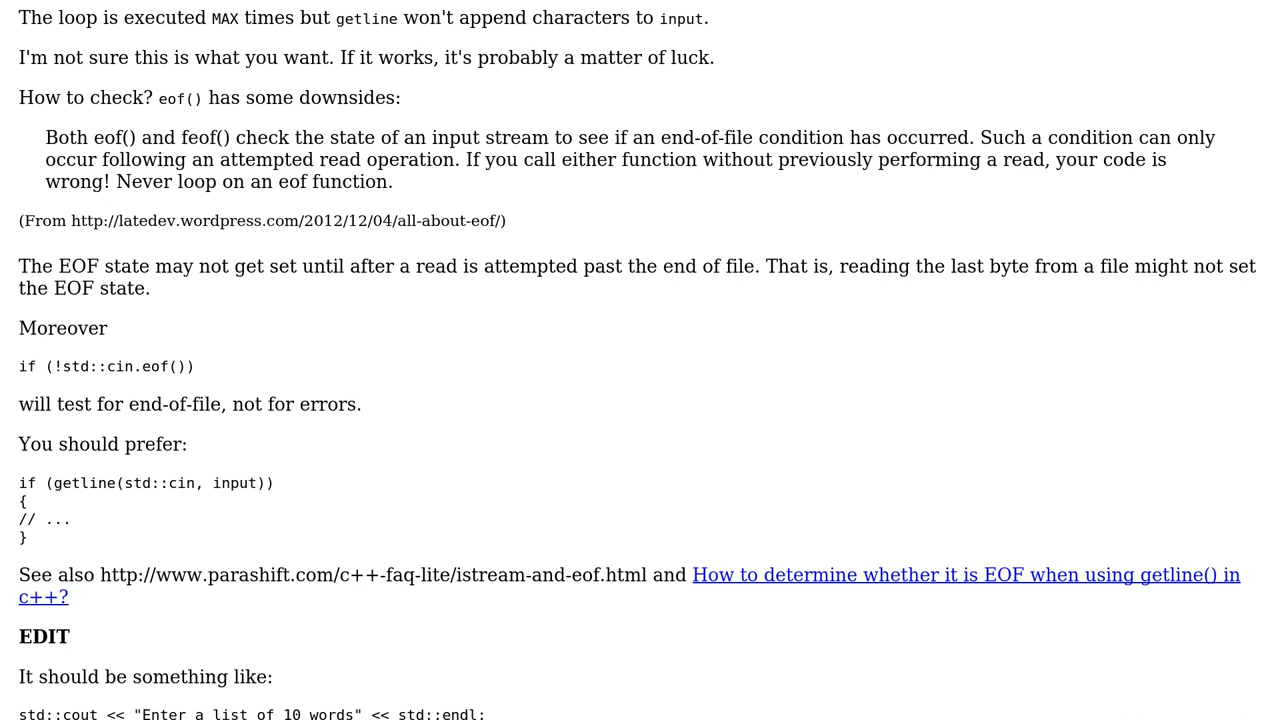 The loop is executed MAX times but getline won't append characters to input.
I'm not sure this is what you want. If it works, it's probably a matter of luck.
How to check? eof() has some downsides:
Both eof() and feof() check the state of an input stream to see if an end-of-file condition has occurred. Such a condition can only
occur following an attempted read operation. If you call either function without previously performing a read, your code is
wrong! Never loop on an eof function.
(From http://latedev.wordpress.com/2012/12/04/all-about-eof/)
The EOF state may not get set until after a read is attempted past the end of file. That is, reading the last byte from a file might not set
the EOF state.
Moreover
if (!std::cin.eof())
will test for end-of-file, not for errors.
You should prefer:
if (getline(std::cin, input))
{
// ...
}
See also http://www.parashift.com/c++-faq-lite/istream-and-eof.html and How to determine whether it is EOF when using getline() in
c++?
EDIT
It should be something like:
std::cout << "Enter a list of 10 words" << std::endl;